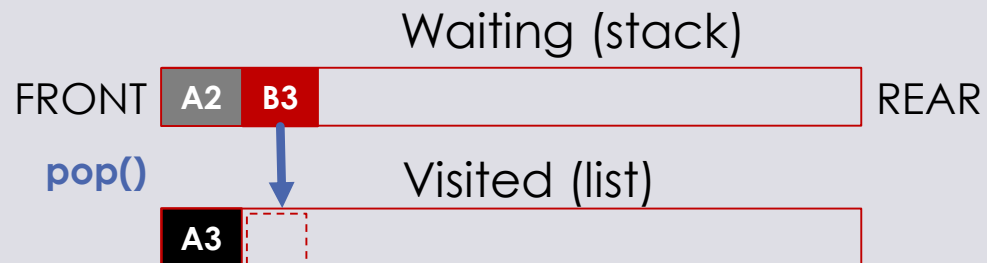 Waiting (stack)
FRONT A2 B3 REAR
pop()
Visited (list)
A3